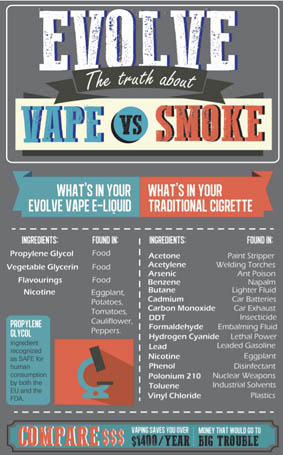 EVOLVE
The truth about
VAPE VS SMOKE
WHAT'S IN YOUR
EVOLVE VAPE E-LIQUID
WHAT'S IN YOUR
TRADITIONAL CIGRETTE
INGREDIENTS: FOUND IN:
Propylene Glycol Food
Vegetable Glycerin Food
Flavourings Food
Nicotine Eggplant,
Potatoes,
Tomatoes,
Cauliflower,
Peppers.
PROPYLENE
GLYCOL
ingredient
recognized
as SAFE for
human
consumption
by both the
EU and the
FDA.
INGREDIENTS: FOUND IN:
Acetone Paint Stripper
Acetylene Welding Torches
Arsenic Ant Poison
Benzene Napalm
Butane Lighter Fluid
Cadmium Car Batteries
Carbon Monoxide Car Exhaust
DDT Insecticide
Formaldehyde Embalming Fluid
Hydrogen Cyanide Lethal Power
Lead Leaded Gasoline
Nicotine Eggplant
Phenol Disinfectant
Polonium 210 Nuclear Weapons
Toluene Industrial Solvents
Vinyl Chloride Plastics
COMPARE $$$
VAPING SAVES YOU OVER
$1400/YEAR
MONEY THAT WOULD GO TO
BIG TROUBLE